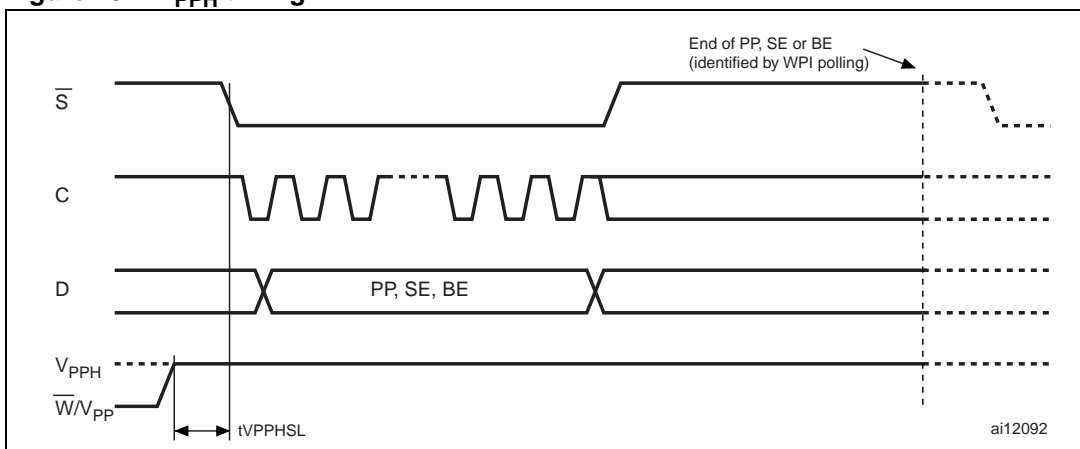 End of PP, SE or BE
(identified by WPI polling)
S̅
C
D
PP, SE, BE
VPPH
W̅/VPP
tVPPHSL
ai12092